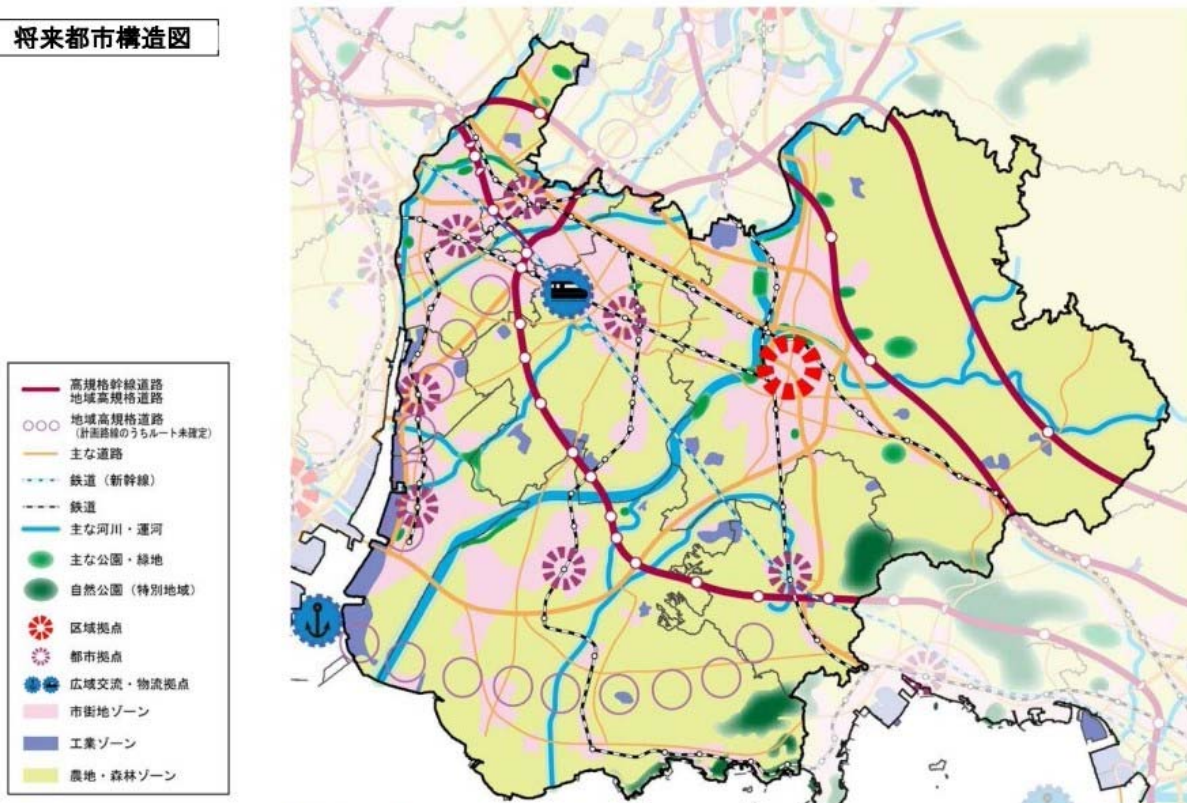 将来都市構造図
高規格幹線道路
地域高規格道路
地域高規格道路
(計画路線のうちルート未確定)
主な道路
鉄道(新幹線)
鉄道
主な河川・運河
主な公園・緑地
自然公園(特別地域)
区域拠点
都市拠点
広域交流・物流拠点
市街地ゾーン
工業ゾーン
農地・森林ゾーン